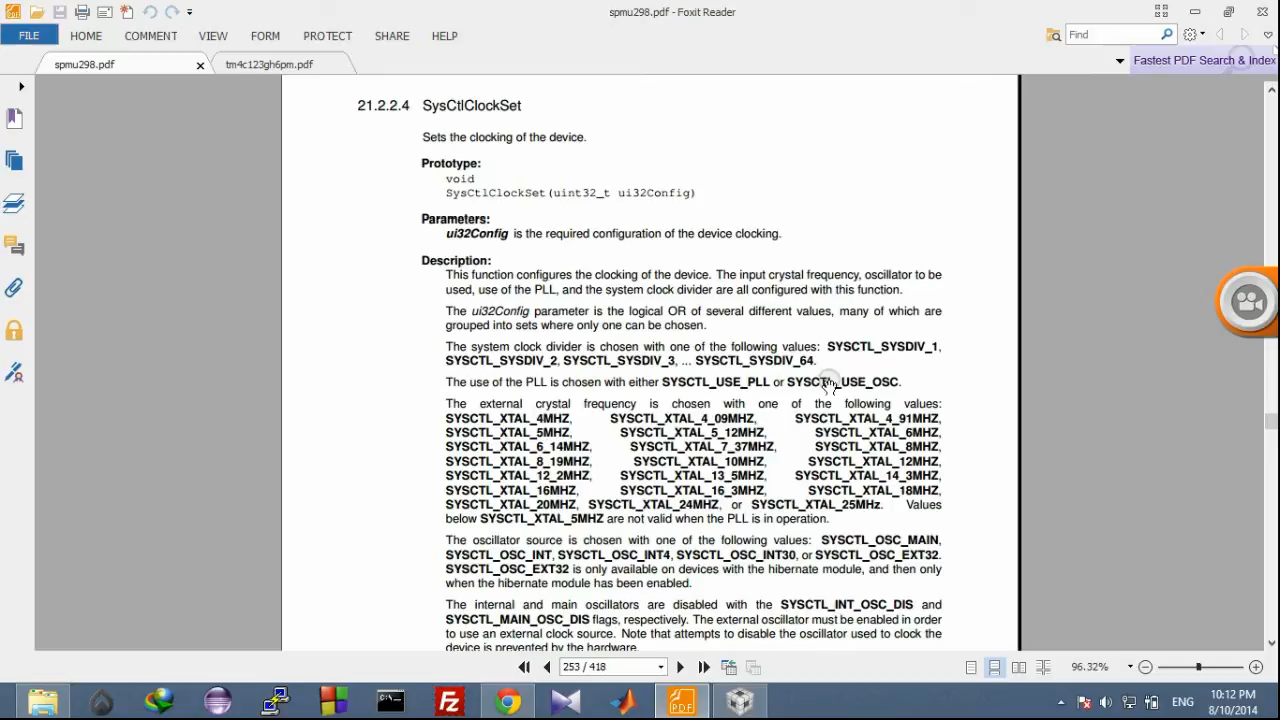 spmu298.pdf - Foxit Reader
FILE HOME COMMENT VIEW FORM PROTECT SHARE HELP
Find
spmu298.pdf x tm4c123gh6pm.pdf
Fastest PDF Search & Index
21.2.2.4 SysCtlClockSet
Sets the clocking of the device.
Prototype:
void
SysCtlClockSet(uint32_t ui32Config)
Parameters:
ui32Config is the required configuration of the device clocking.
Description:
This function configures the clocking of the device. The input crystal frequency, oscillator to be
used, use of the PLL, and the system clock divider are all configured with this function.
The ui32Config parameter is the logical OR of several different values, many of which are
grouped into sets where only one can be chosen.
The system clock divider is chosen with one of the following values: SYSCTL_SYSDIV_1,
SYSCTL_SYSDIV_2, SYSCTL_SYSDIV_3, ... SYSCTL_SYSDIV_64.
The use of the PLL is chosen with either SYSCTL_USE_PLL or SYSCTL_USE_OSC.
The external crystal frequency is chosen with one of the following values:
SYSCTL_XTAL_4MHZ, SYSCTL_XTAL_4_09MHZ, SYSCTL_XTAL_4_91MHZ,
SYSCTL_XTAL_5MHZ, SYSCTL_XTAL_5_12MHZ, SYSCTL_XTAL_6MHZ,
SYSCTL_XTAL_6_14MHZ, SYSCTL_XTAL_7_37MHZ, SYSCTL_XTAL_8MHZ,
SYSCTL_XTAL_8_19MHZ, SYSCTL_XTAL_10MHZ, SYSCTL_XTAL_12MHZ,
SYSCTL_XTAL_12_2MHZ, SYSCTL_XTAL_13_5MHZ, SYSCTL_XTAL_14_3MHZ,
SYSCTL_XTAL_16MHZ, SYSCTL_XTAL_16_3MHZ, SYSCTL_XTAL_18MHZ,
SYSCTL_XTAL_20MHZ, SYSCTL_XTAL_24MHZ, or SYSCTL_XTAL_25MHz. Values
below SYSCTL_XTAL_5MHZ are not valid when the PLL is in operation.
The oscillator source is chosen with one of the following values: SYSCTL_OSC_MAIN,
SYSCTL_OSC_INT, SYSCTL_OSC_INT4, SYSCTL_OSC_INT30, or SYSCTL_OSC_EXT32.
SYSCTL_OSC_EXT32 is only available on devices with the hibernate module, and then only
when the hibernate module has been enabled.
The internal and main oscillators are disabled with the SYSCTL_INT_OSC_DIS and
SYSCTL_MAIN_OSC_DIS flags, respectively. The external oscillator must be enabled in order
to use an external clock source. Note that attempts to disable the oscillator used to clock the
device is prevented by the hardware.
253 / 418
96.32%
PDF
ENG
10:12 PM
8/10/2014